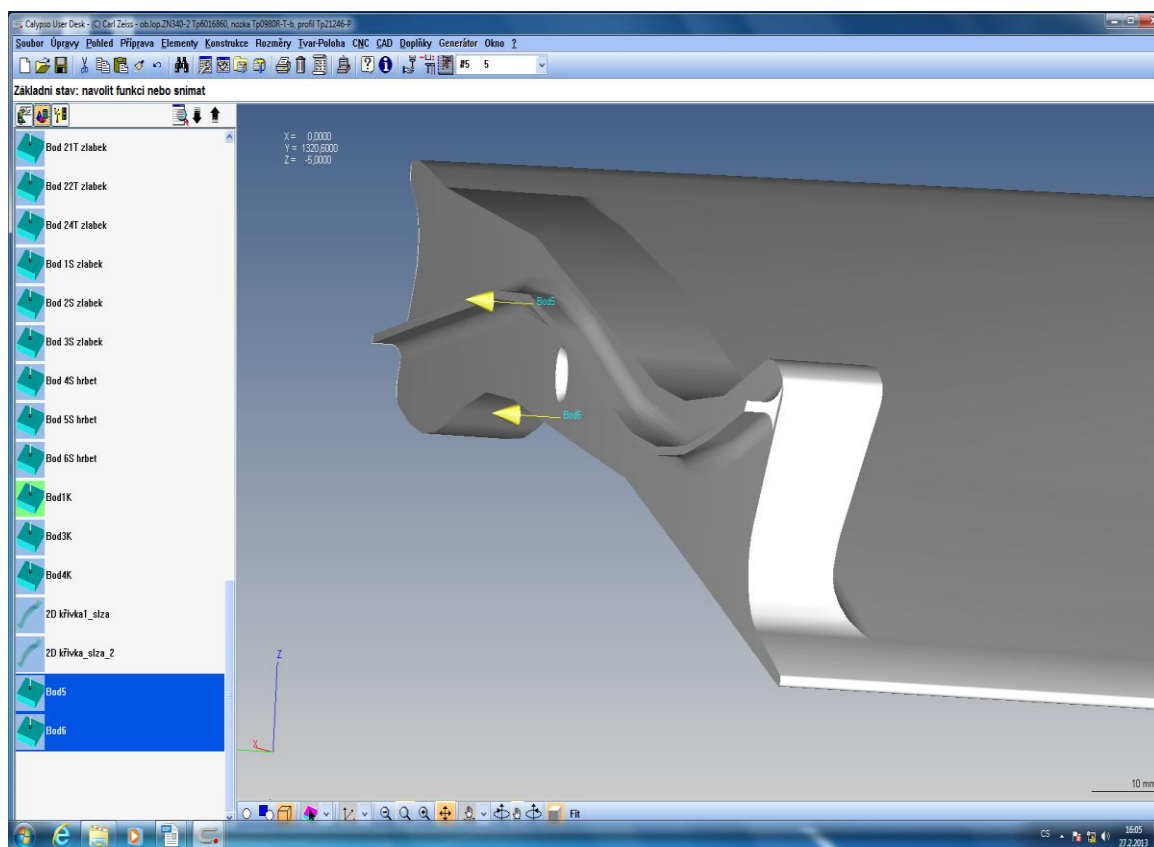 Calypso User Desk - (C) Carl Zeiss - ob.lop.ZN340-2 Tp6016860, nozka Tp0980R-T-b, profil Tp21246-P
Soubor Úpravy Pohled Příprava Elementy Konstrukce Rozměry Tvar-Poloha CNC CAD Doplňky Generátor Okno ?
#5 5
Základní stav: navolit funkci nebo snímat
X = 0,0000
Y = 1320,6000
Z = -5,0000
Bod 21T zlabek
Bod 22T zlabek
Bod 24T zlabek
Bod 1S zlabek
Bod 2S zlabek
Bod5
Bod 3S zlabek
Bod 4S hrbet
Bod6
Bod 5S hrbet
Bod 6S hrbet
Bod1K
Bod3K
Bod4K
2D křivka1_slza
2D křivka_slza_2
Z
Bod5
Bod6
X
10 mm
Fit
CS
16:05
27.2.2013